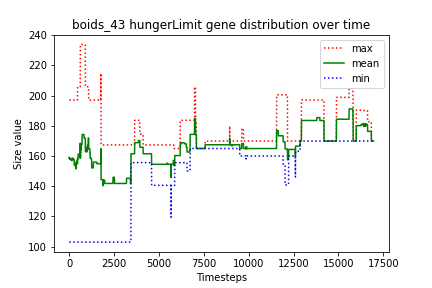 boids_43 hungerLimit gene distribution over time
max
mean
min
Size value
240
220
200
180
160
140
120
100
0 2500 5000 7500 10000 12500 15000 17500
Timesteps